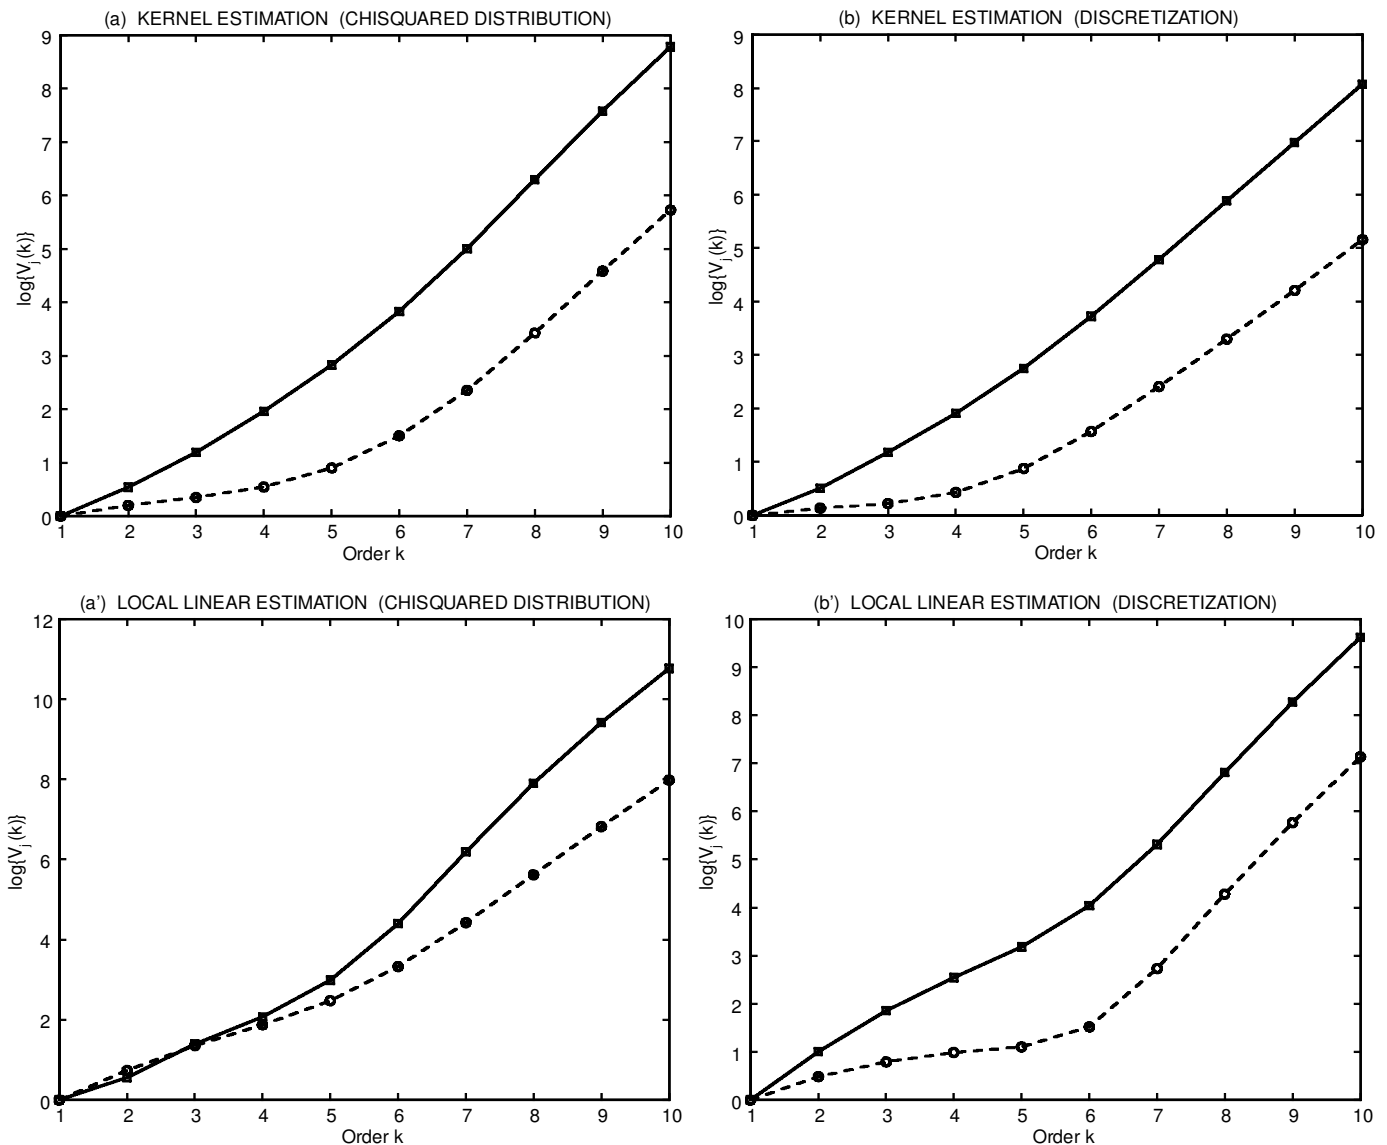 (a) KERNEL ESTIMATION (CHISQUARED DISTRIBUTION)
9
8
7
6
5
4
3
2
1
0
log{V_j(k)}
1 2 3 4 5 6 7 8 9 10
Order k
(b) KERNEL ESTIMATION (DISCRETIZATION)
9
8
7
6
5
4
3
2
1
0
log{V_j(k)}
1 2 3 4 5 6 7 8 9 10
Order k
(a') LOCAL LINEAR ESTIMATION (CHISQUARED DISTRIBUTION)
12
10
8
6
4
2
0
log{V_j(k)}
1 2 3 4 5 6 7 8 9 10
Order k
(b') LOCAL LINEAR ESTIMATION (DISCRETIZATION)
10
9
8
7
6
5
4
3
2
1
0
log{V_j(k)}
1 2 3 4 5 6 7 8 9 10
Order k